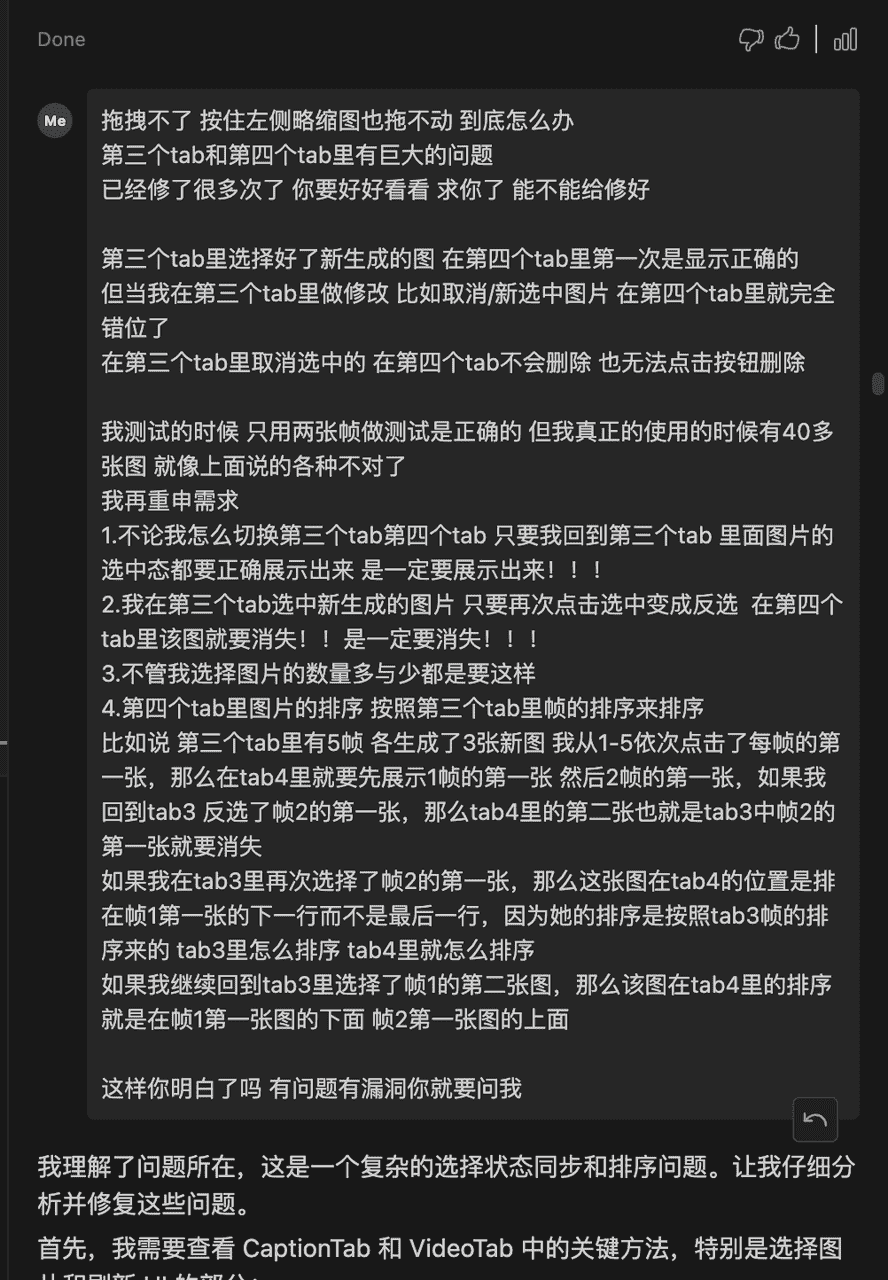 Done
Me
拖拽不了 按住左侧略缩图也拖不动 到底怎么办
第三个tab和第四个tab里有巨大的问题
已经修了很多次了 你要好好看看 求你了 能不能给修好
第三个tab里选择好了新生成的图 在第四个tab里第一次是显示正确的
但当我在第三个tab里做修改 比如取消/新选中图片 在第四个tab里就完全
错位了
在第三个tab里取消选中的 在第四个tab不会删除 也无法点击按钮删除
我测试的时候 只用两张帧做测试是正确的 但我真正的使用的时候有40多
张图 就像上面说的各种不对了
我再重申需求
1.不论我怎么切换第三个tab第四个tab 只要我回到第三个tab 里面图片的
选中态都要正确展示出来 是一定要展示出来！！！
2.我在第三个tab选中新生成的图片 只要再次点击选中变成反选  在第四个
tab里该图就要消失！！是一定要消失！！！
3.不管我选择图片的数量多与少都是要这样
4.第四个tab里图片的排序 按照第三个tab里帧的排序来排序
比如说 第三个tab里有5帧 各生成了3张新图 我从1-5依次点击了每帧的第
一张，那么在tab4里就要先展示1帧的第一张 然后2帧的第一张，如果我
回到tab3 反选了帧2的第一张，那么tab4里的第二张也就是tab3中帧2的
第一张就要消失
如果我在tab3里再次选择了帧2的第一张，那么这张图在tab4的位置是排
在帧1第一张的下一行而不是最后一行，因为她的排序是按照tab3帧的排
序来的 tab3里怎么排序 tab4里就怎么排序
如果我继续回到tab3里选择了帧1的第二张图，那么该图在tab4里的排序
就是在帧1第一张图的下面 帧2第一张图的上面
这样你明白了吗 有问题有漏洞你就要问我
我理解了问题所在，这是一个复杂的选择状态同步和排序问题。让我仔细分
析并修复这些问题。
首先，我需要查看 CaptionTab 和 VideoTab 中的关键方法，特别是选择图